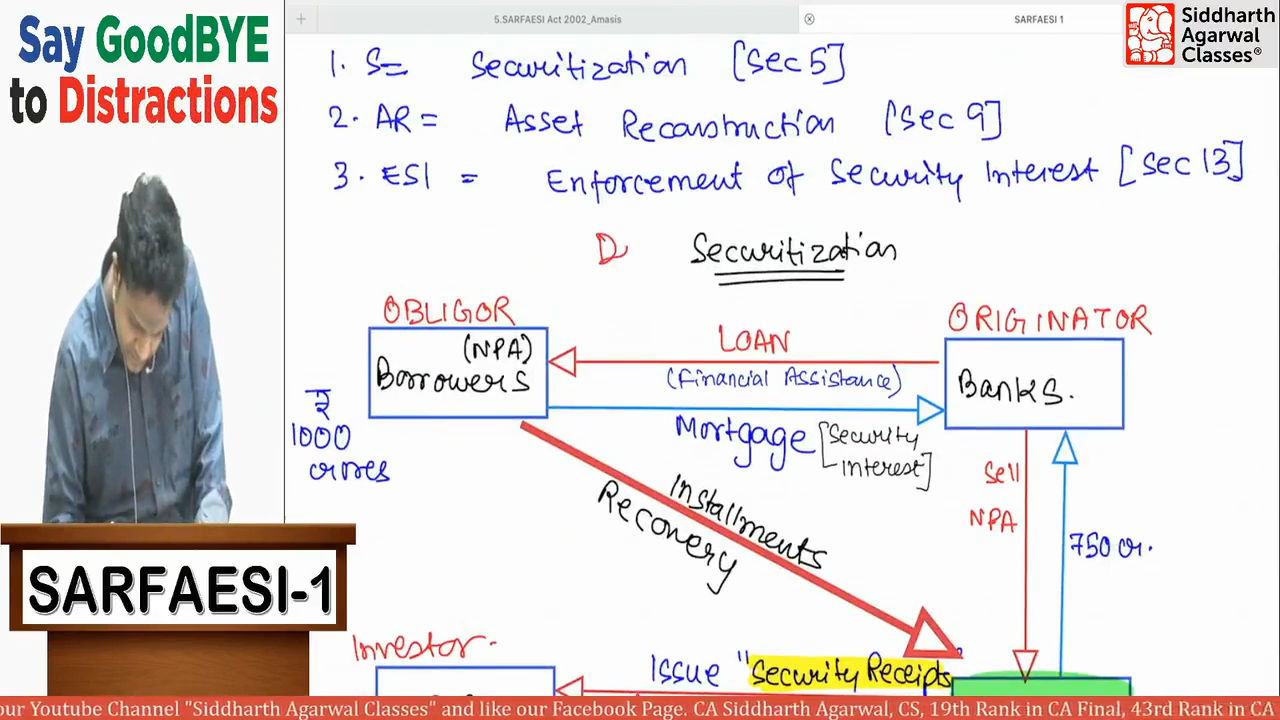 Say GoodBYE
to Distractions
5.SARFAESI Act 2002_Amasis
SARFAESI 1
Siddharth
Agarwal
Classes®
1. S= Securitization [Sec 5]
2. AR = Asset Reconstruction [Sec 9]
3. ESI = Enforcement of Security Interest [Sec 13]
Securitization
OBLIGOR
ORIGINATOR
(NPA)
Borrowers
LOAN
(Financial Assistance)
Banks.
₹
1000
crores
Mortgage [Security
Interest]
Installments
Recovery
Sell
NPA
750 cr.
SARFAESI-1
Investor.
Issue "Security Receipts"
our Youtube Channel "Siddharth Agarwal Classes" and like our Facebook Page. CA Siddharth Agarwal, CS, 19th Rank in CA Final, 43rd Rank in CA